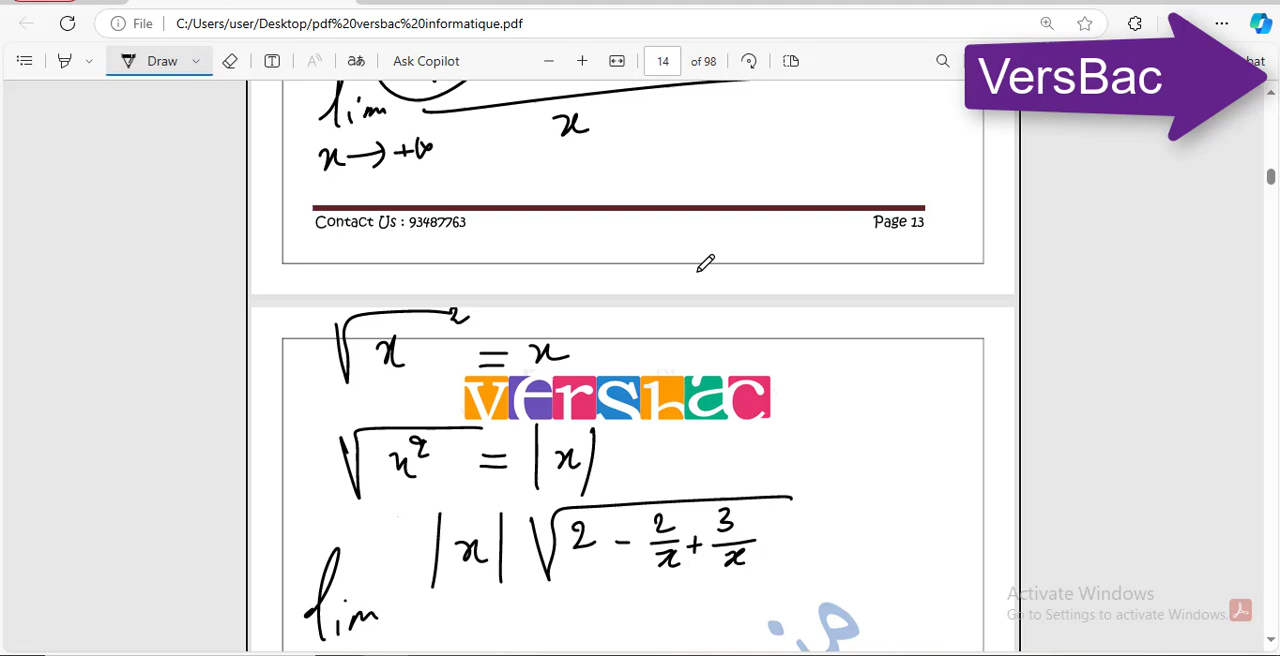 File C:/Users/user/Desktop/pdf%20versbac%20informatique.pdf
Draw Ask Copilot 14 of 98
VersBac
lim x
x → +∞
Contact Us : 93487763 Page 13
√x ² = x
versbac
√x² = |x|
|x| √2 - 2/x + 3/x
lim
Activate Windows
Go to Settings to activate Windows.